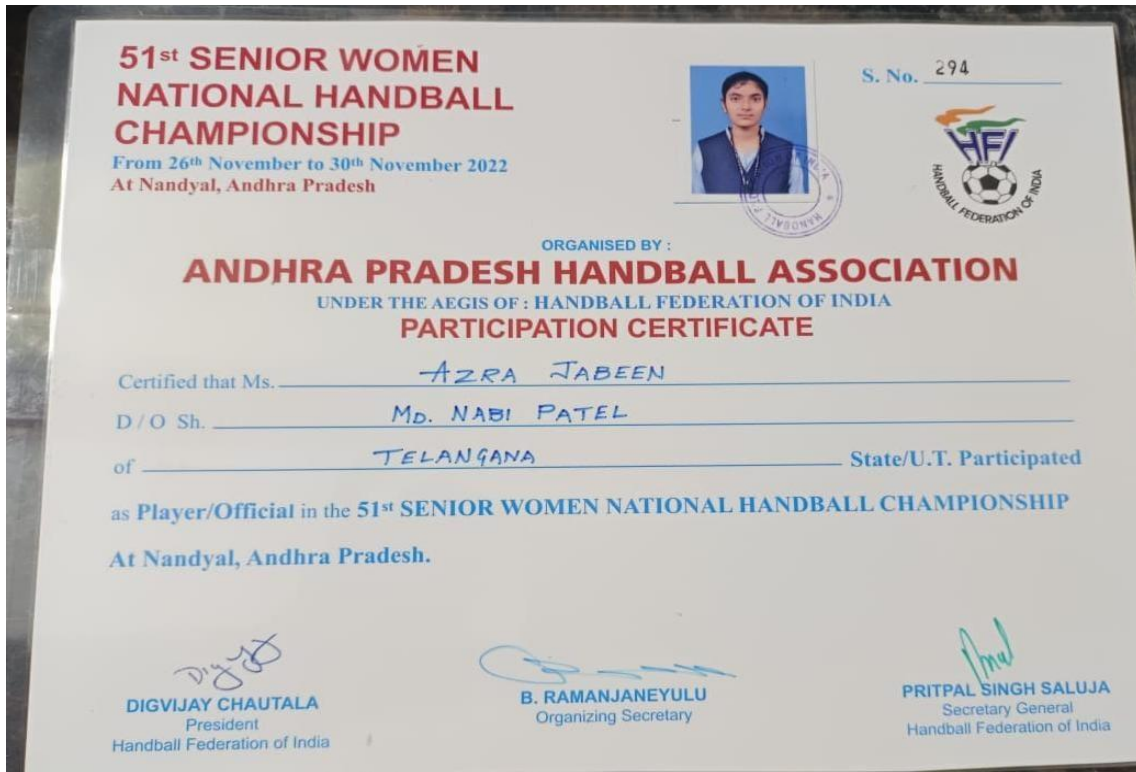 51st SENIOR WOMEN
NATIONAL HANDBALL
CHAMPIONSHIP
From 26th November to 30th November 2022
At Nandyal, Andhra Pradesh
S. No. 294
HFI
HANDBALL FEDERATION OF INDIA
ORGANISED BY :
ANDHRA PRADESH HANDBALL ASSOCIATION
UNDER THE AEGIS OF : HANDBALL FEDERATION OF INDIA
PARTICIPATION CERTIFICATE
Certified that Ms. AZRA JABEEN
D / O Sh. MD. NABI PATEL
of TELANGANA State/U.T. Participated
as Player/Official in the 51st SENIOR WOMEN NATIONAL HANDBALL CHAMPIONSHIP
At Nandyal, Andhra Pradesh.
DIGVIJAY CHAUTALA
President
Handball Federation of India
B. RAMANJANEYULU
Organizing Secretary
PRITPAL SINGH SALUJA
Secretary General
Handball Federation of India